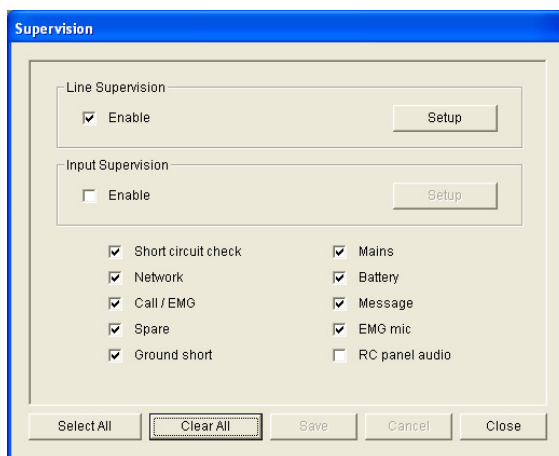 Supervision
Line Supervision
Enable
Setup
Input Supervision
Enable
Setup
Short circuit check
Mains
Network
Battery
Call / EMG
Message
Spare
EMG mic
Ground short
RC panel audio
Select All
Clear All
Save
Cancel
Close